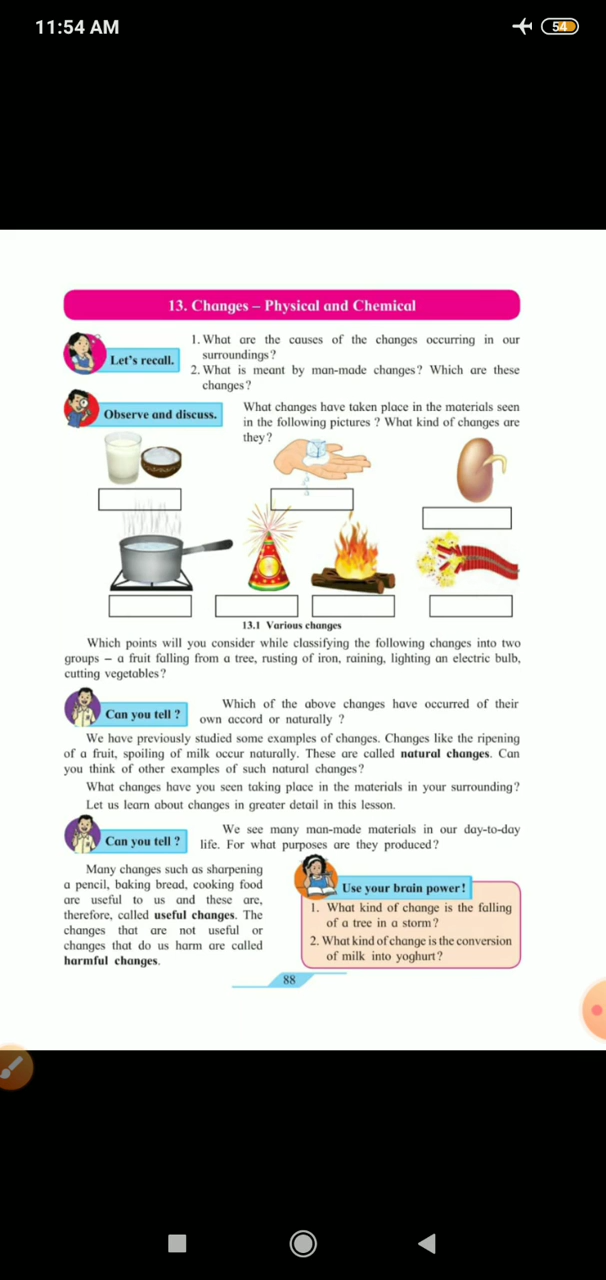 11:54 AM
54
13. Changes – Physical and Chemical
Let's recall.
1. What are the causes of the changes occurring in our
surroundings?
2. What is meant by man-made changes? Which are these
changes?
Observe and discuss.
What changes have taken place in the materials seen
in the following pictures ? What kind of changes are
they?
13.1 Various changes
Which points will you consider while classifying the following changes into two
groups – a fruit falling from a tree, rusting of iron, raining, lighting an electric bulb,
cutting vegetables?
Can you tell ?
Which of the above changes have occurred of their
own accord or naturally ?
We have previously studied some examples of changes. Changes like the ripening
of a fruit, spoiling of milk occur naturally. These are called natural changes. Can
you think of other examples of such natural changes?
What changes have you seen taking place in the materials in your surrounding?
Let us learn about changes in greater detail in this lesson.
Can you tell ?
We see many man-made materials in our day-to-day
life. For what purposes are they produced?
Many changes such as sharpening
a pencil, baking bread, cooking food
are useful to us and these are,
therefore, called useful changes. The
changes that are not useful or
changes that do us harm are called
harmful changes.
Use your brain power!
1. What kind of change is the falling
of a tree in a storm?
2. What kind of change is the conversion
of milk into yoghurt?
88